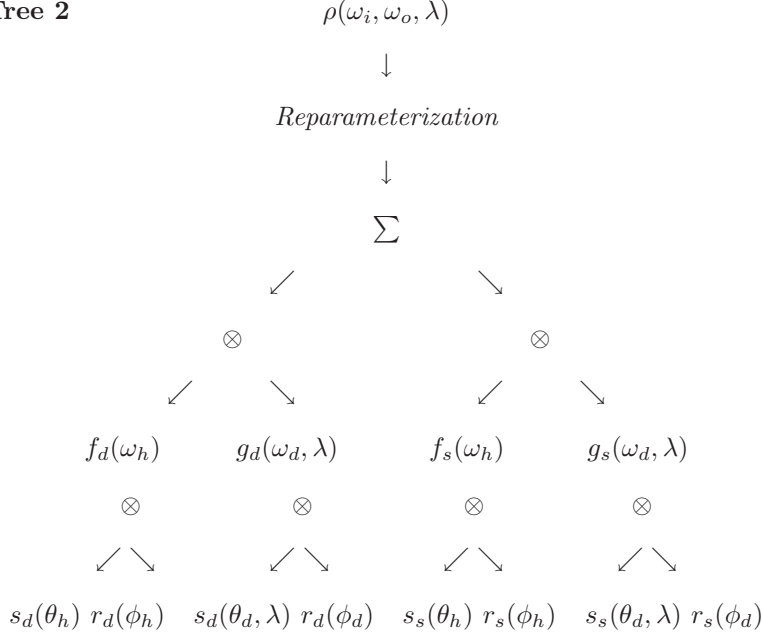 Tree 2
ρ(ω_i, ω_o, λ)
↓
Reparameterization
↓
∑
↙ ↘
⊗ ⊗
↙ ↘ ↙ ↘
f_d(ω_h) g_d(ω_d, λ) f_s(ω_h) g_s(ω_d, λ)
⊗ ⊗ ⊗ ⊗
↙ ↘ ↙ ↘ ↙ ↘ ↙ ↘
s_d(θ_h) r_d(ϕ_h) s_d(θ_d, λ) r_d(ϕ_d) s_s(θ_h) r_s(ϕ_h) s_s(θ_d, λ) r_s(ϕ_d)